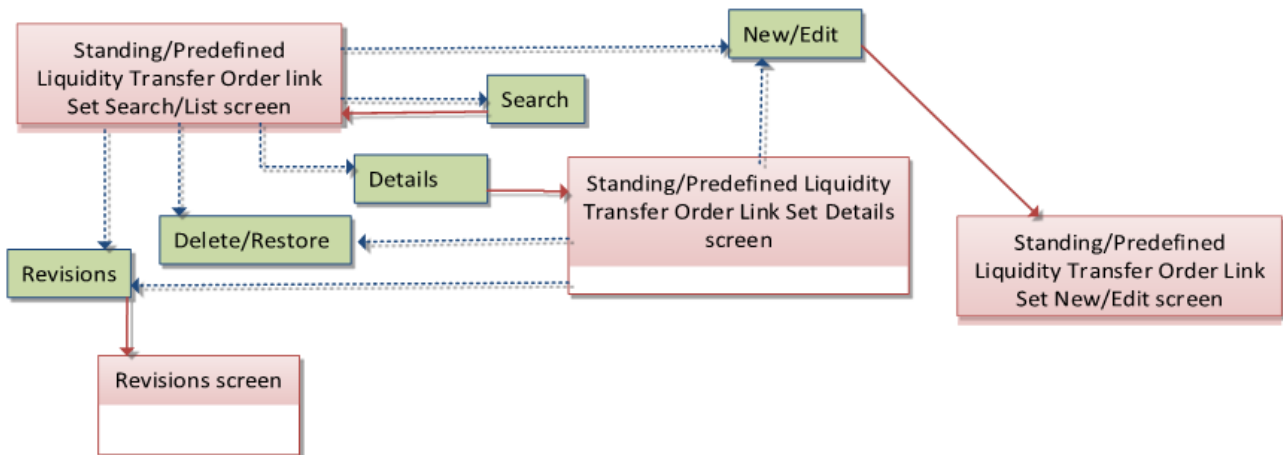 Standing/Predefined
Liquidity Transfer Order link
Set Search/List screen
New/Edit
Search
Details
Standing/Predefined Liquidity
Transfer Order Link Set Details
screen
Delete/Restore
Revisions
Standing/Predefined
Liquidity Transfer Order Link
Set New/Edit screen
Revisions screen